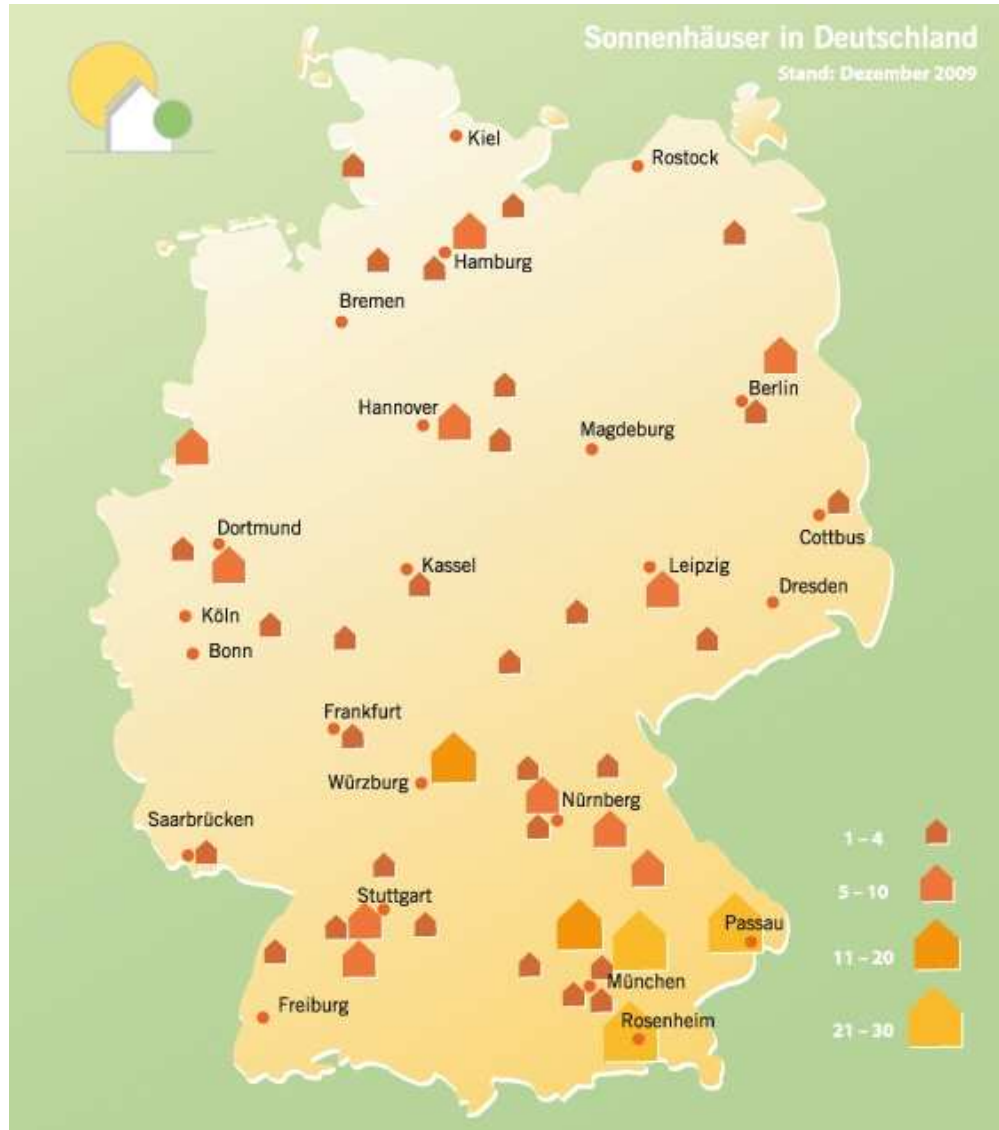 Sonnenhäuser in Deutschland
Stand: Dezember 2009
Kiel
Rostock
Hamburg
Bremen
Berlin
Hannover
Magdeburg
Dortmund
Cottbus
Kassel
Leipzig
Dresden
Köln
Bonn
Frankfurt
Würzburg
Nürnberg
Saarbrücken
1 – 4
5 – 10
Stuttgart
Passau
11 – 20
München
Freiburg
Rosenheim
21 – 30